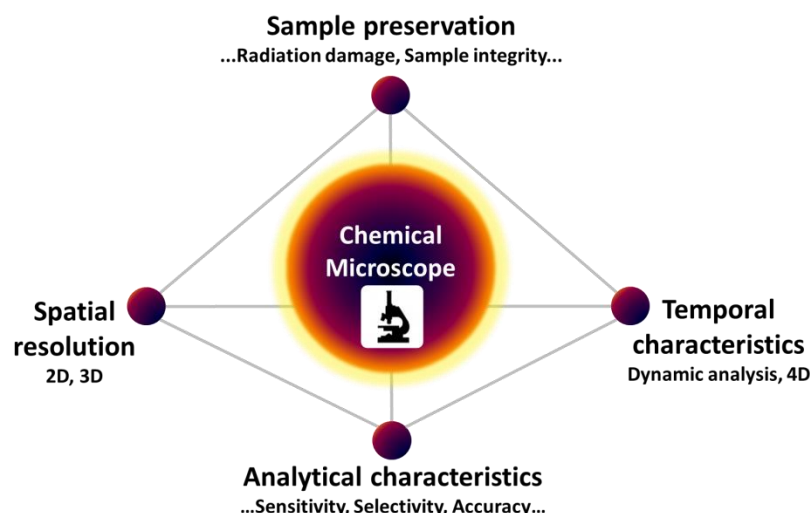 Sample preservation
...Radiation damage, Sample integrity...
Chemical
Microscope
Spatial
resolution
2D, 3D
Temporal
characteristics
Dynamic analysis, 4D
Analytical characteristics
...Sensitivity, Selectivity, Accuracy...